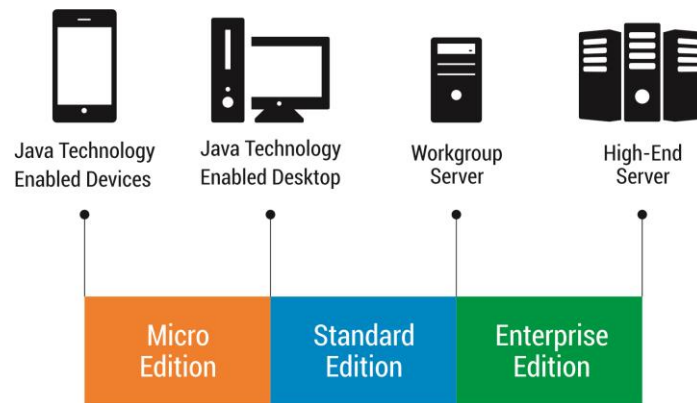 Java Technology
Enabled Devices
Java Technology
Enabled Desktop
Workgroup
Server
High-End
Server
Micro
Edition
Standard
Edition
Enterprise
Edition